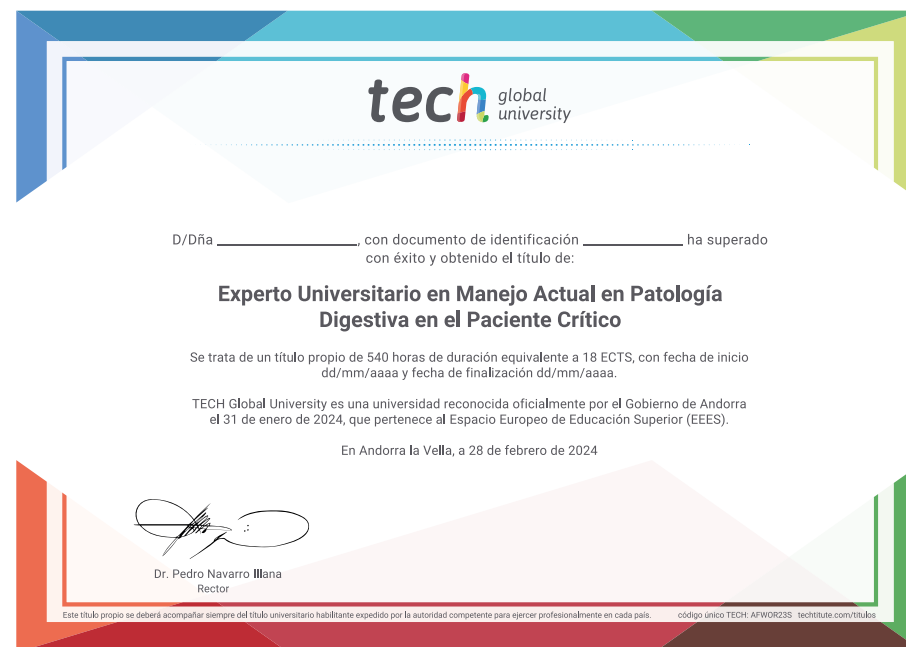 tech global university
D/Dña ____________, con documento de identificación ____________ ha superado
con éxito y obtenido el título de:
Experto Universitario en Manejo Actual en Patología
Digestiva en el Paciente Crítico
Se trata de un título propio de 540 horas de duración equivalente a 18 ECTS, con fecha de inicio
dd/mm/aaaa y fecha de finalización dd/mm/aaaa.
TECH Global University es una universidad reconocida oficialmente por el Gobierno de Andorra
el 31 de enero de 2024, que pertenece al Espacio Europeo de Educación Superior (EEES).
En Andorra la Vella, a 28 de febrero de 2024
Dr. Pedro Navarro Illana
Rector
Este título propio se deberá acompañar siempre del título universitario habilitante expedido por la autoridad competente para ejercer profesionalmente en cada país. código único TECH: AFWOR23S techtitute.com/titulos